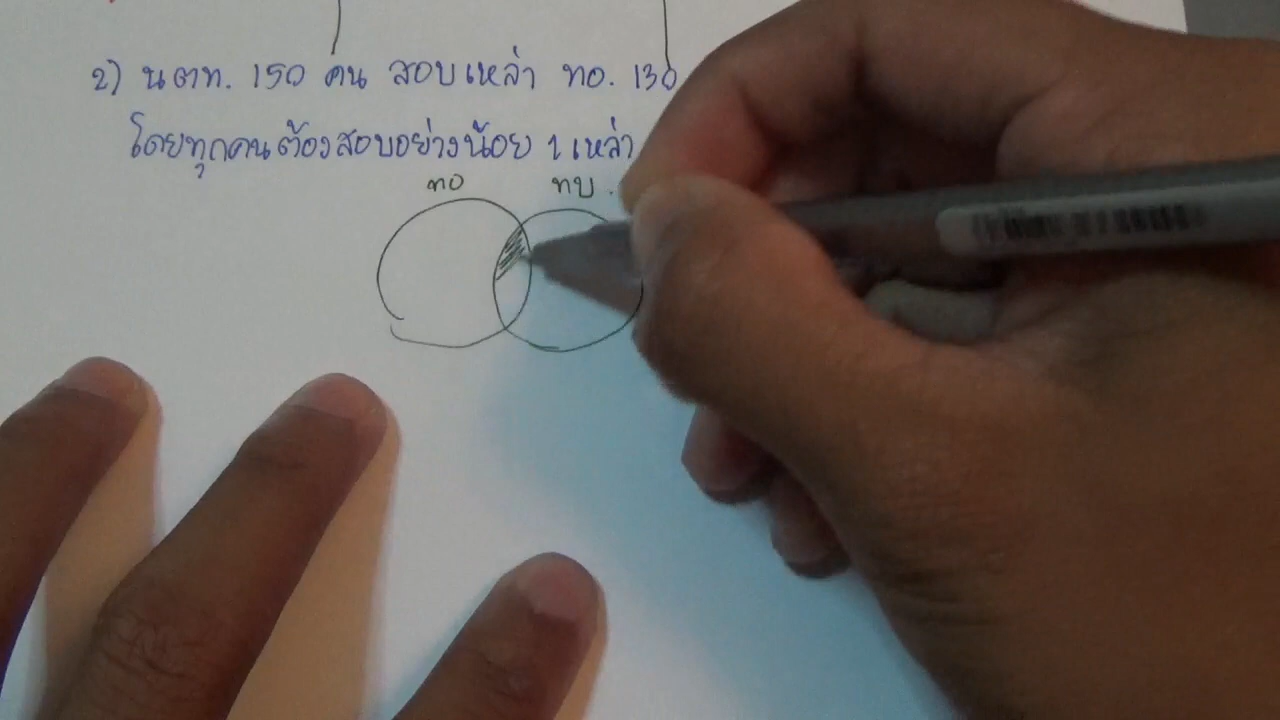 2) นตท. 150 คน สอบเหล่า ทอ. 130
โดยทุกคนต้องสอบอย่างน้อย 1 เหล่า
ทอ ทบ.